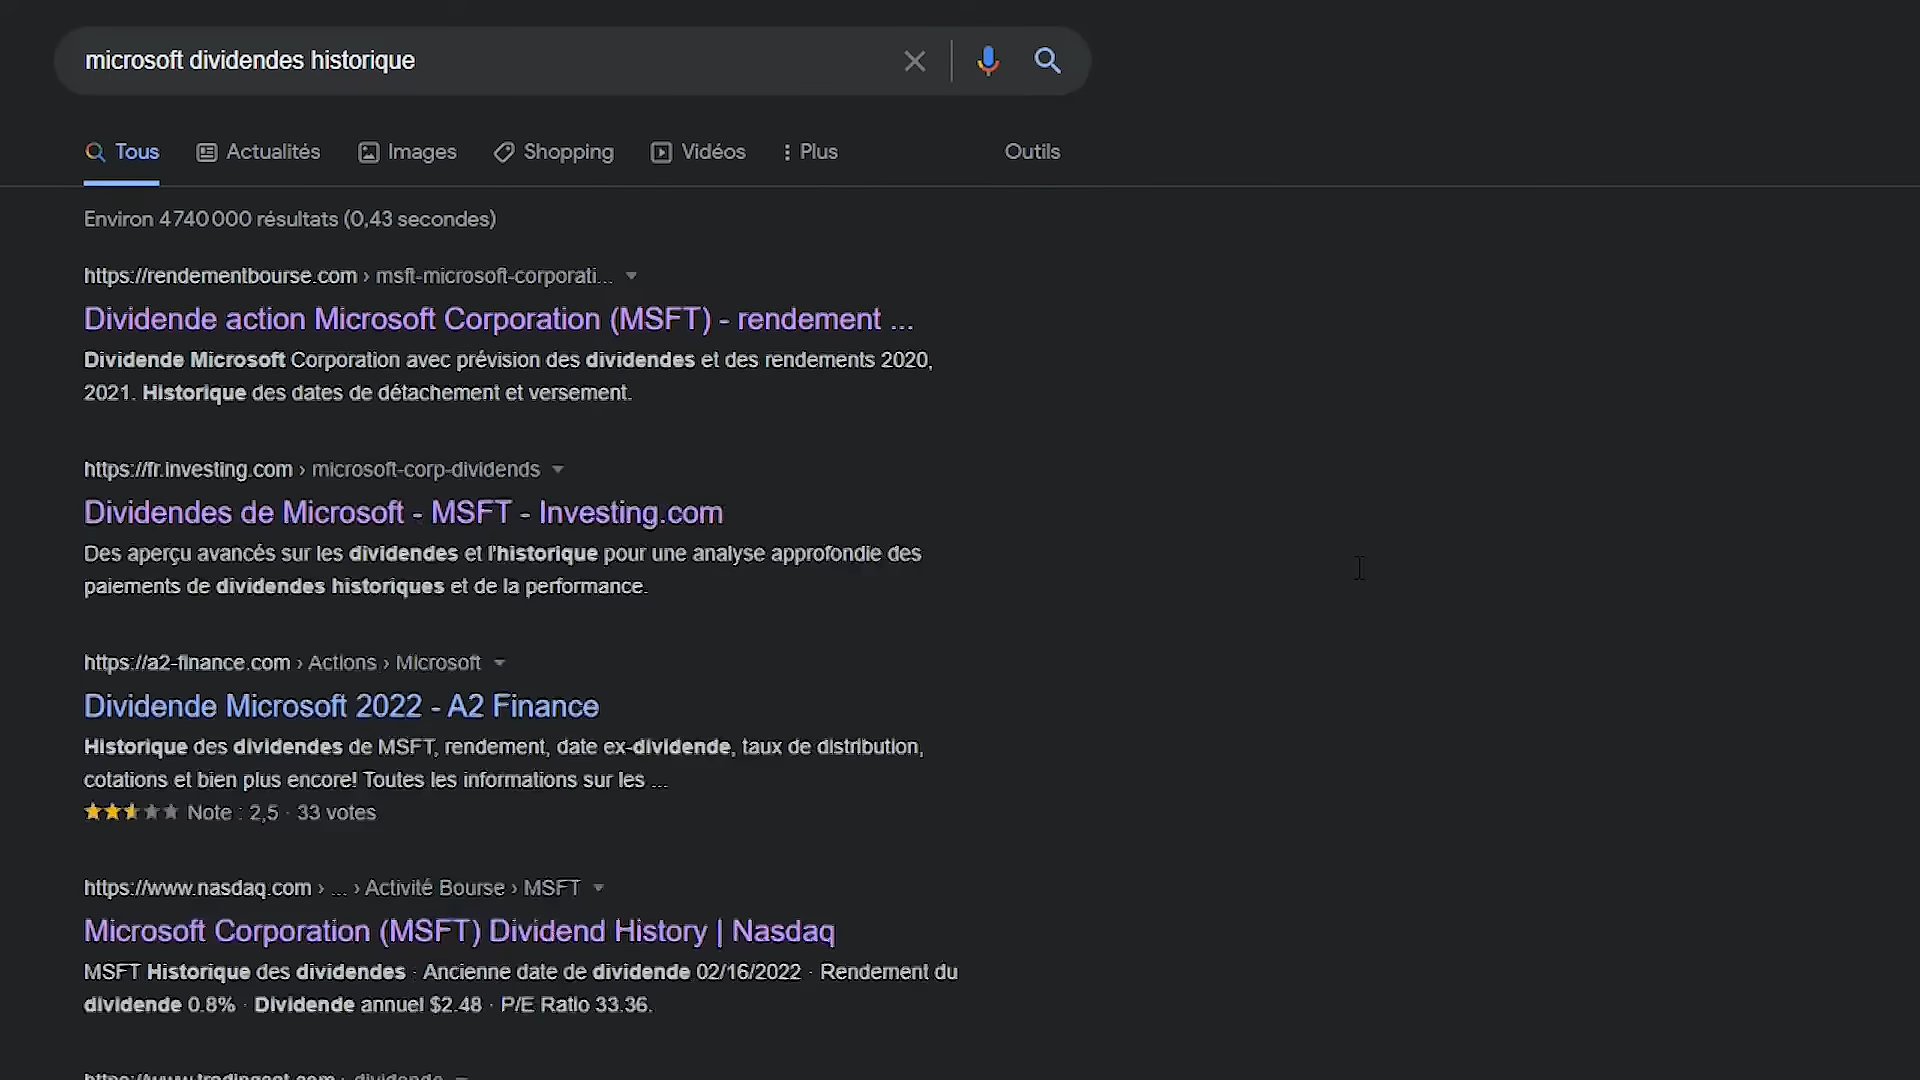 microsoft dividendes historique
Tous Actualités Images Shopping Vidéos Plus Outils
Environ 4 740 000 résultats (0,43 secondes)
https://rendementbourse.com › msft-microsoft-corporati...
Dividende action Microsoft Corporation (MSFT) - rendement ...
Dividende Microsoft Corporation avec prévision des dividendes et des rendements 2020,
2021. Historique des dates de détachement et versement.
https://fr.investing.com › microsoft-corp-dividends
Dividendes de Microsoft - MSFT - Investing.com
Des aperçu avancés sur les dividendes et l'historique pour une analyse approfondie des
paiements de dividendes historiques et de la performance.
https://a2-finance.com › Actions › Microsoft
Dividende Microsoft 2022 - A2 Finance
Historique des dividendes de MSFT, rendement, date ex-dividende, taux de distribution,
cotations et bien plus encore! Toutes les informations sur les ...
Note : 2,5 · 33 votes
https://www.nasdaq.com › ... › Activité Bourse › MSFT
Microsoft Corporation (MSFT) Dividend History | Nasdaq
MSFT Historique des dividendes · Ancienne date de dividende 02/16/2022 · Rendement du
dividende 0.8% · Dividende annuel $2.48 · P/E Ratio 33.36.